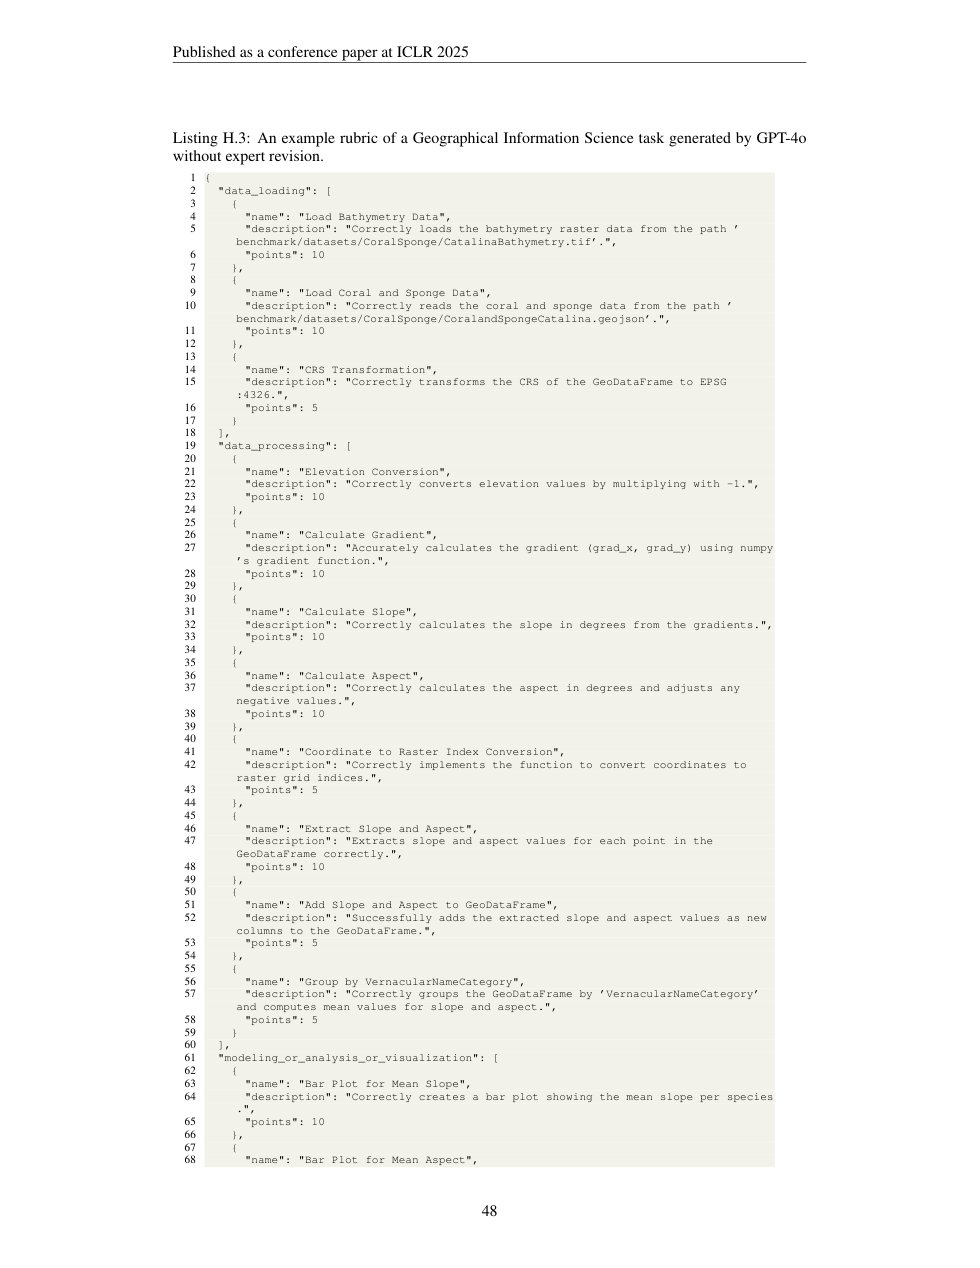 Published as a conference paper at ICLR 2025
Listing H.3: An example rubric of a Geographical Information Science task generated by GPT-4o
without expert revision.
1 {
2 "data_loading": [
3 {
4 "name": "Load Bathymetry Data",
5 "description": "Correctly loads the bathymetry raster data from the path ’
benchmark/datasets/CoralSponge/CatalinaBathymetry.tif’.",
6 "points": 10
7 },
8 {
9 "name": "Load Coral and Sponge Data",
10 "description": "Correctly reads the coral and sponge data from the path ’
benchmark/datasets/CoralSponge/CoralandSpongeCatalina.geojson’.",
11 "points": 10
12 },
13 {
14 "name": "CRS Transformation",
15 "description": "Correctly transforms the CRS of the GeoDataFrame to EPSG
:4326.",
16 "points": 5
17 }
18 ],
19 "data_processing": [
20 {
21 "name": "Elevation Conversion",
22 "description": "Correctly converts elevation values by multiplying with -1.",
23 "points": 10
24 },
25 {
26 "name": "Calculate Gradient",
27 "description": "Accurately calculates the gradient (grad_x, grad_y) using numpy
’s gradient function.",
28 "points": 10
29 },
30 {
31 "name": "Calculate Slope",
32 "description": "Correctly calculates the slope in degrees from the gradients.",
33 "points": 10
34 },
35 {
36 "name": "Calculate Aspect",
37 "description": "Correctly calculates the aspect in degrees and adjusts any
negative values.",
38 "points": 10
39 },
40 {
41 "name": "Coordinate to Raster Index Conversion",
42 "description": "Correctly implements the function to convert coordinates to
raster grid indices.",
43 "points": 5
44 },
45 {
46 "name": "Extract Slope and Aspect",
47 "description": "Extracts slope and aspect values for each point in the
GeoDataFrame correctly.",
48 "points": 10
49 },
50 {
51 "name": "Add Slope and Aspect to GeoDataFrame",
52 "description": "Successfully adds the extracted slope and aspect values as new
columns to the GeoDataFrame.",
53 "points": 5
54 },
55 {
56 "name": "Group by VernacularNameCategory",
57 "description": "Correctly groups the GeoDataFrame by ’VernacularNameCategory’
and computes mean values for slope and aspect.",
58 "points": 5
59 }
60 ],
61 "modeling_or_analysis_or_visualization": [
62 {
63 "name": "Bar Plot for Mean Slope",
64 "description": "Correctly creates a bar plot showing the mean slope per species
.",
65 "points": 10
66 },
67 {
68 "name": "Bar Plot for Mean Aspect",
48